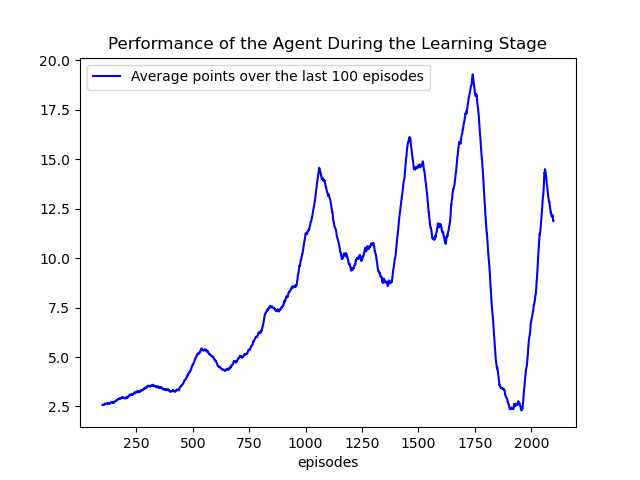 Performance of the Agent During the Learning Stage
Average points over the last 100 episodes
20.0
17.5
15.0
12.5
10.0
7.5
5.0
2.5
250 500 750 1000 1250 1500 1750 2000
episodes